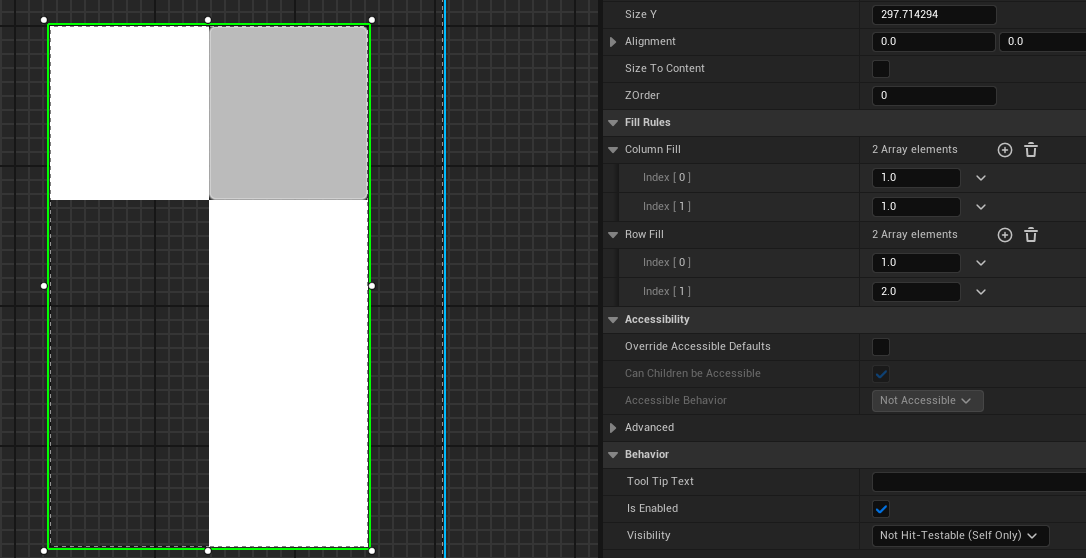 Size Y 297.714294
Alignment 0.0 0.0
Size To Content
ZOrder 0
Fill Rules
Column Fill 2 Array elements
Index [ 0 ] 1.0
Index [ 1 ] 1.0
Row Fill 2 Array elements
Index [ 0 ] 1.0
Index [ 1 ] 2.0
Accessibility
Override Accessible Defaults
Can Children be Accessible
Accessible Behavior Not Accessible
Advanced
Behavior
Tool Tip Text
Is Enabled
Visibility Not Hit-Testable (Self Only)